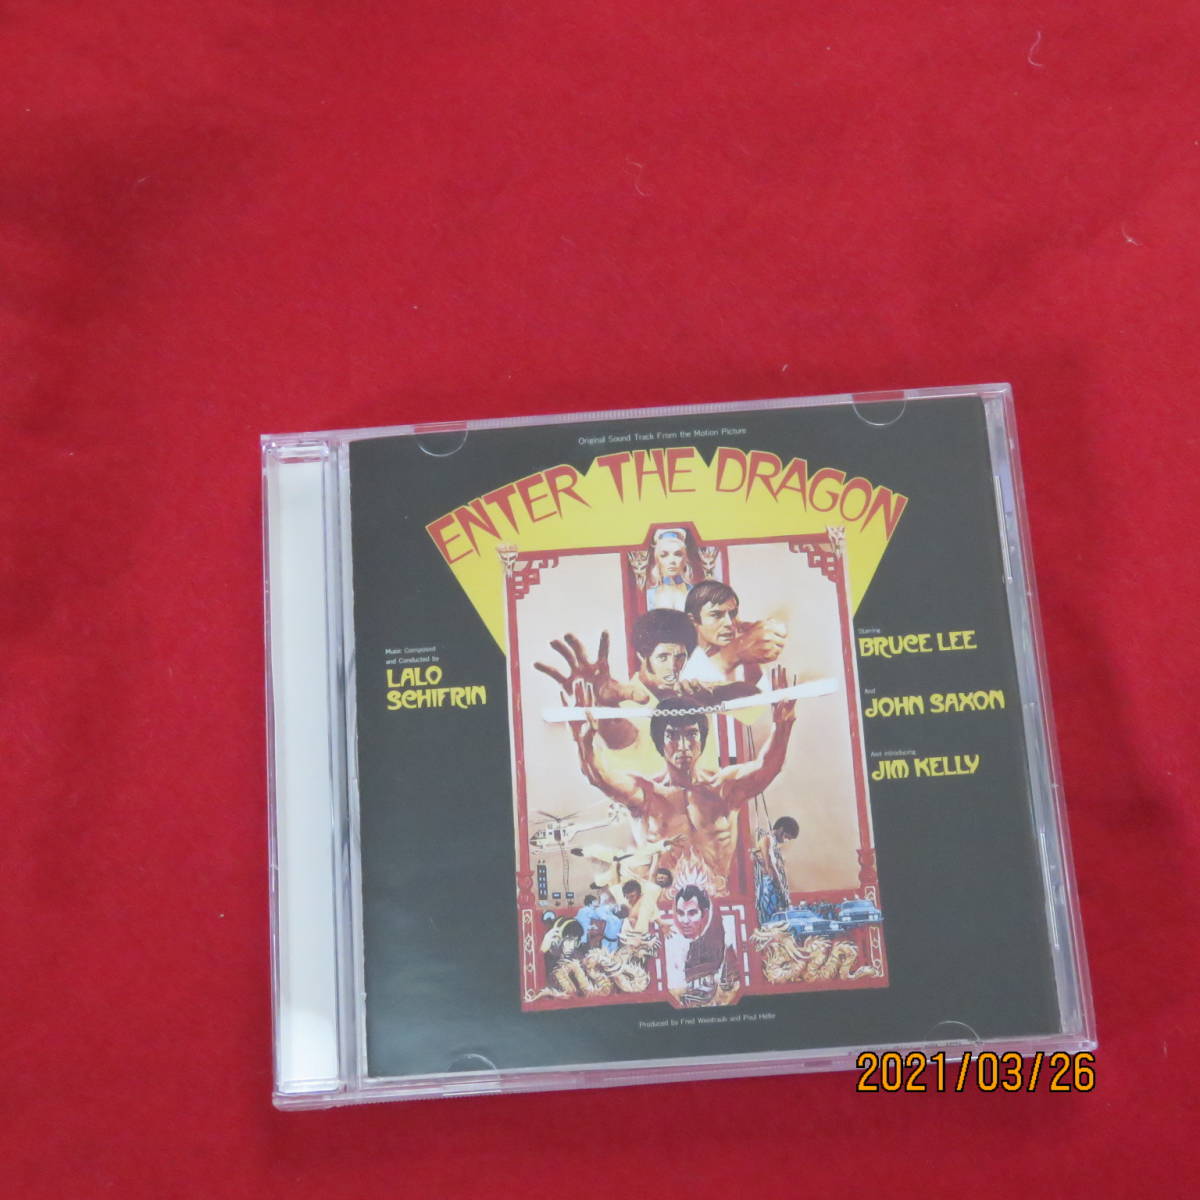 Original Sound Track From the Motion Picture
ENTER THE DRAGON
Music Composed
and Conducted by
LALO
SCHIFRIN
Starring
BRUCE LEE
And
JOHN SAXON
And introducing
JIM KELLY
Produced by Fred Weintraub and Paul Heller
2021/03/26